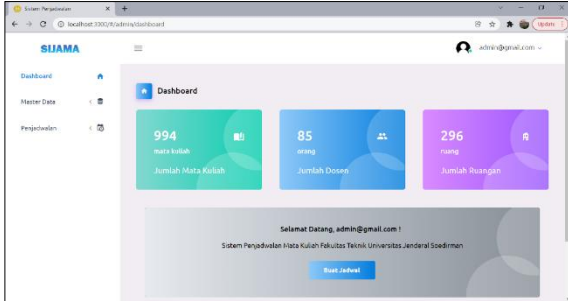 Sistem Penjadwalan
localhost:3000/#/admin/dashboard
Update
SIJAMA
admin@gmail.com
Dashboard
Master Data
Penjadwalan
Dashboard
994
mata kuliah
Jumlah Mata Kuliah
85
orang
Jumlah Dosen
296
ruang
Jumlah Ruangan
Selamat Datang, admin@gmail.com !
Sistem Penjadwalan Mata Kuliah Fakultas Teknik Universitas Jenderal Soedirman
Buat Jadwal